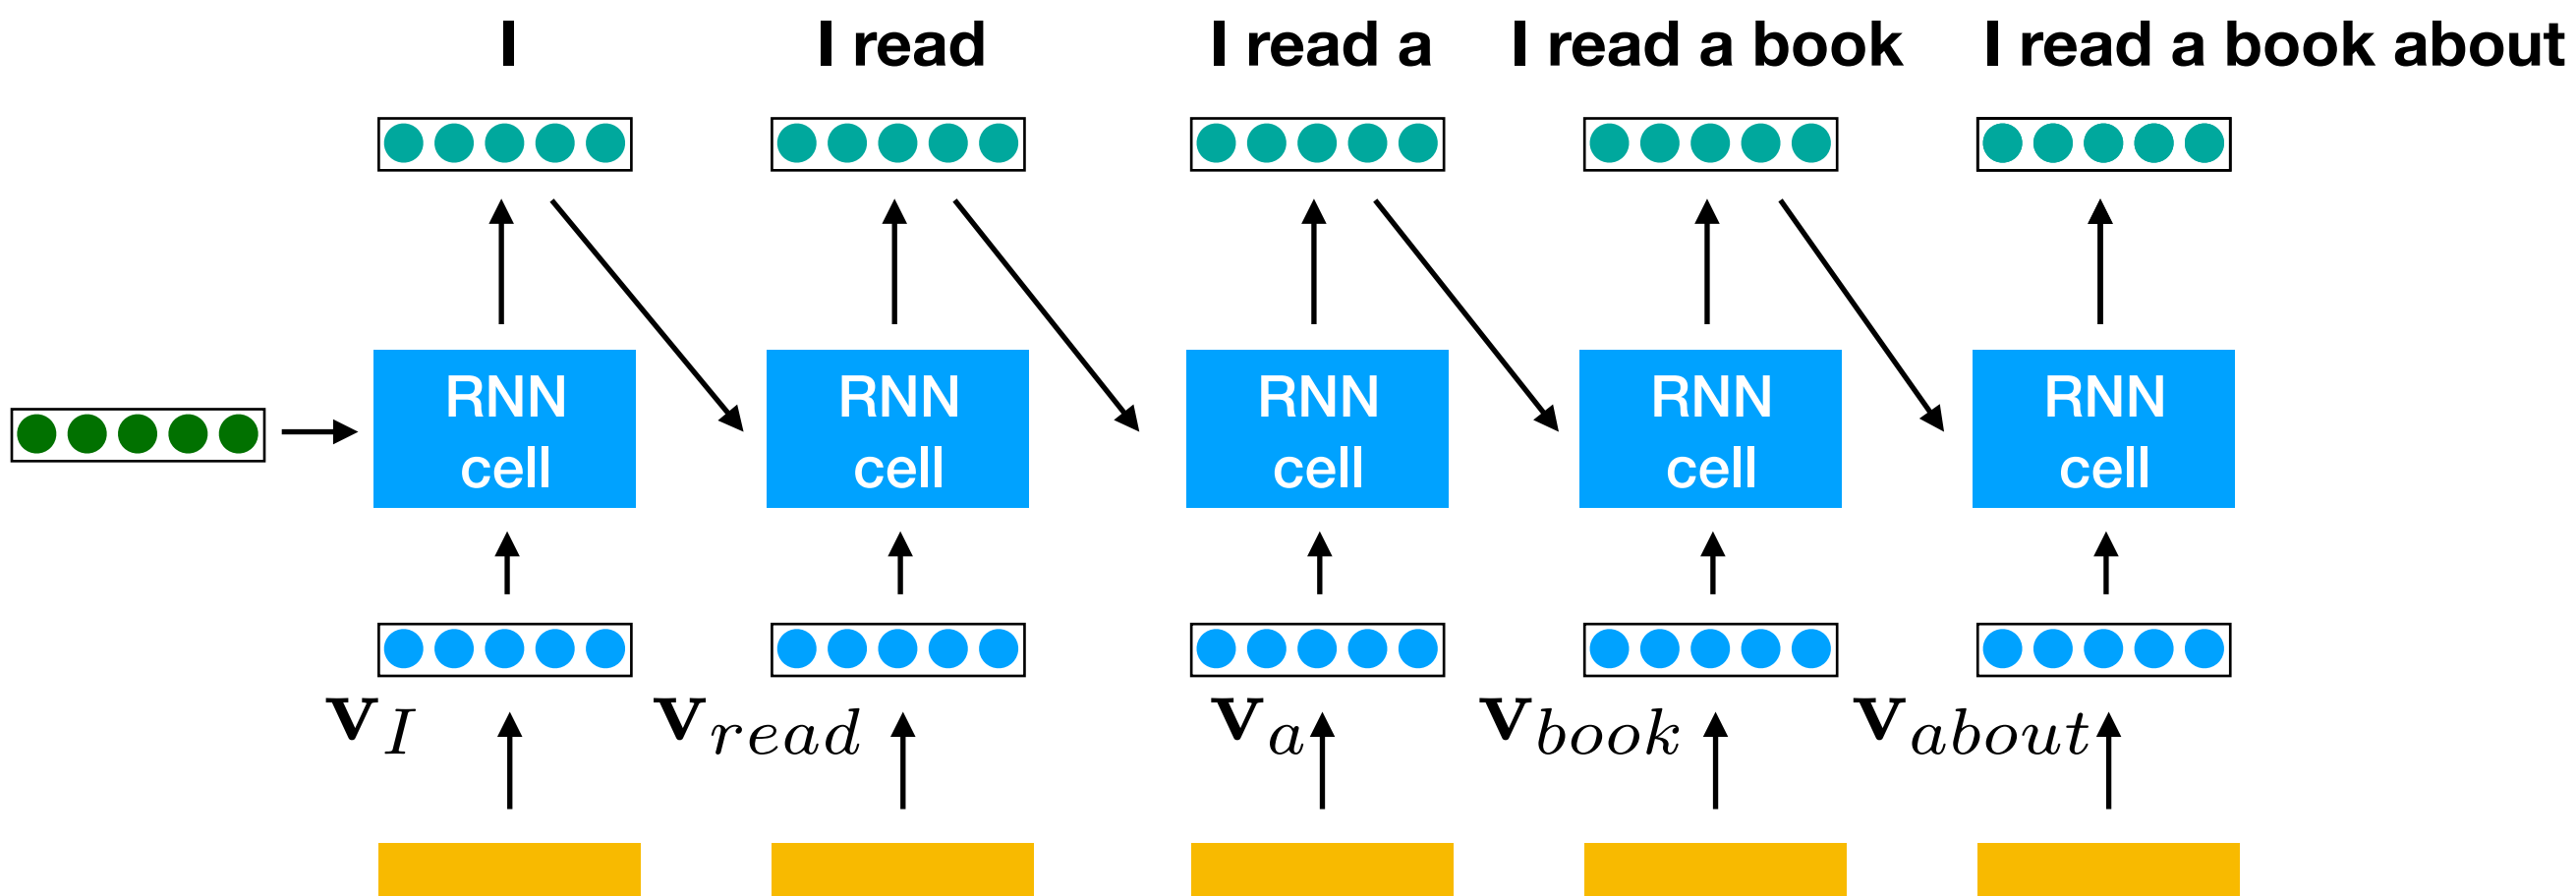 I
I read
I read a
I read a book
I read a book about
RNN
cell
RNN
cell
RNN
cell
RNN
cell
RNN
cell
v_I
v_read
v_a
v_book
v_about